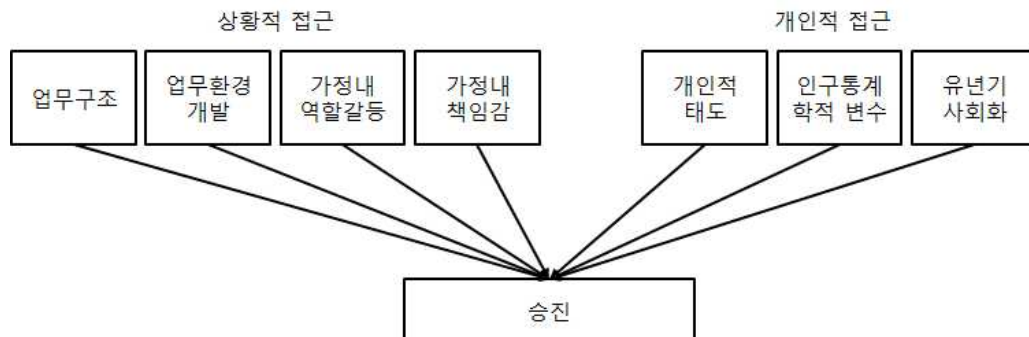 상황적 접근
개인적 접근
업무구조
업무환경
개발
가정내
역할갈등
가정내
책임감
개인적
태도
인구통계
학적 변수
유년기
사회화
승진